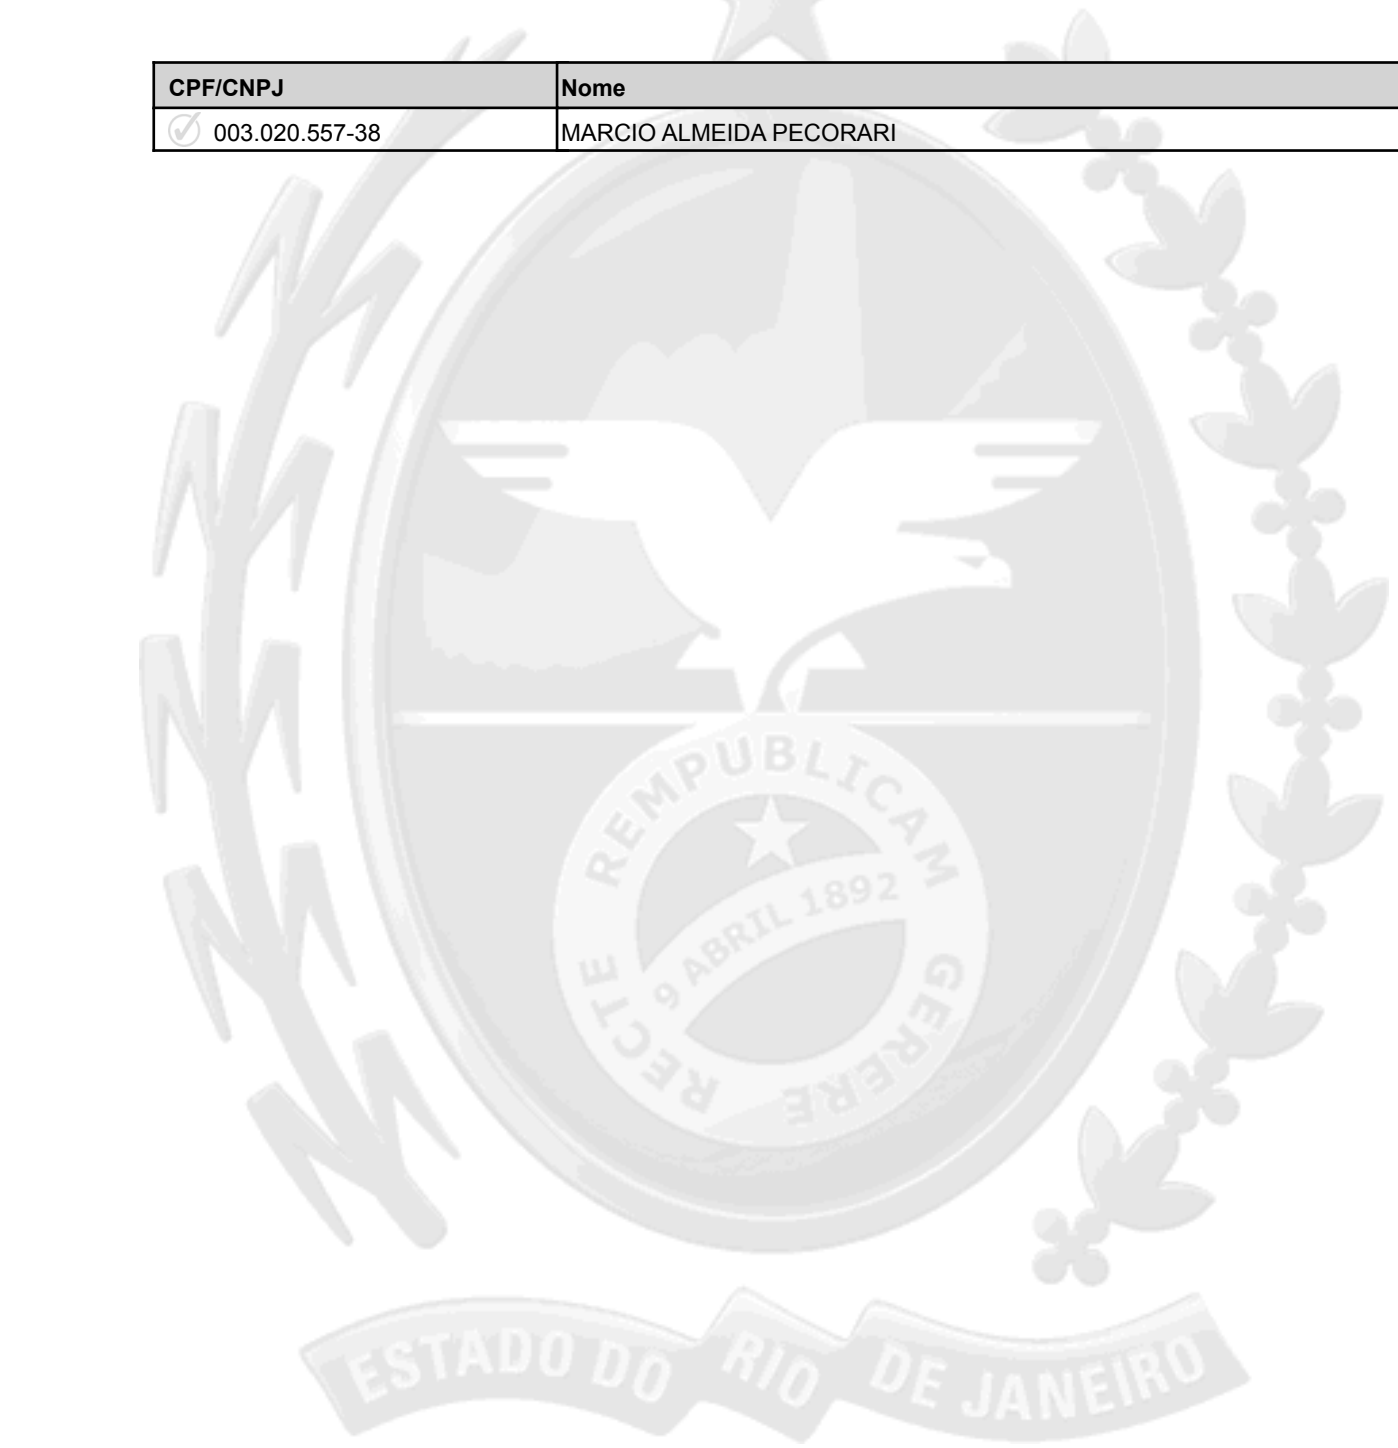 CPF/CNPJ Nome
003.020.557-38 MARCIO ALMEIDA PECORARI
REMPUBLICAM
9 ABRIL 1892
RECTE GERERE
ESTADO DO RIO DE JANEIRO